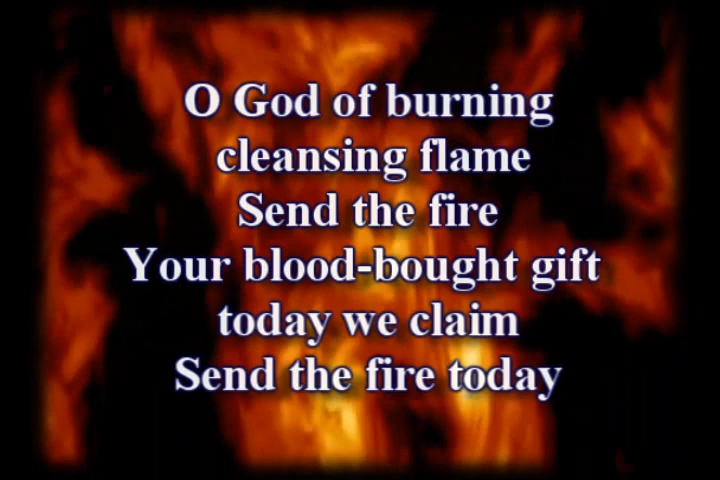 O God of burning
cleansing flame
Send the fire
Your blood-bought gift
today we claim
Send the fire today